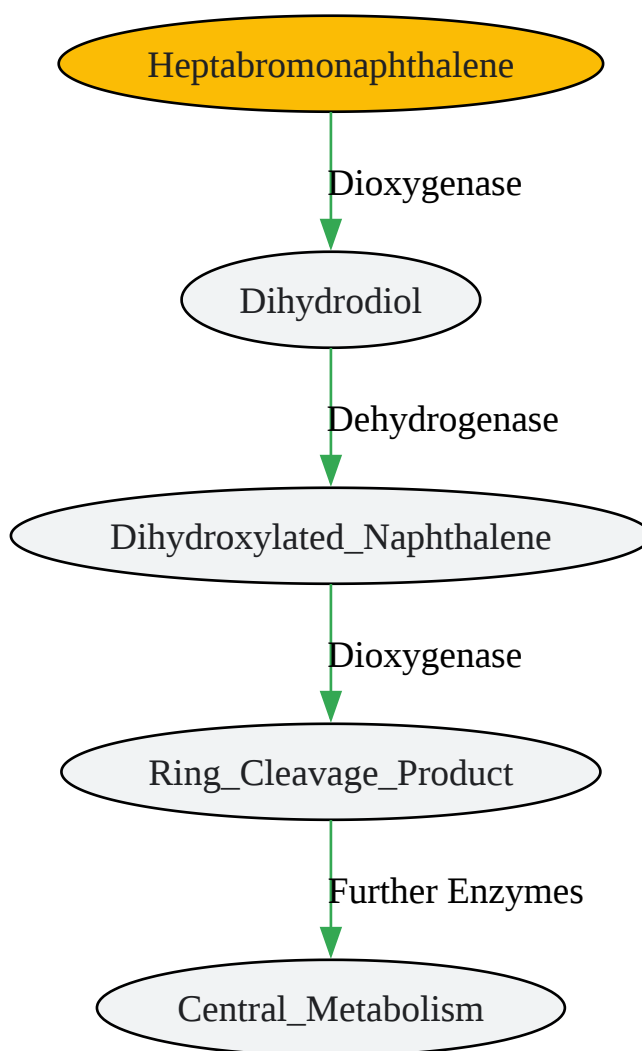 Heptabromonaphthalene
Dioxygenase
Dihydrodiol
Dehydrogenase
Dihydroxylated_Naphthalene
Dioxygenase
Ring_Cleavage_Product
Further Enzymes
Central_Metabolism